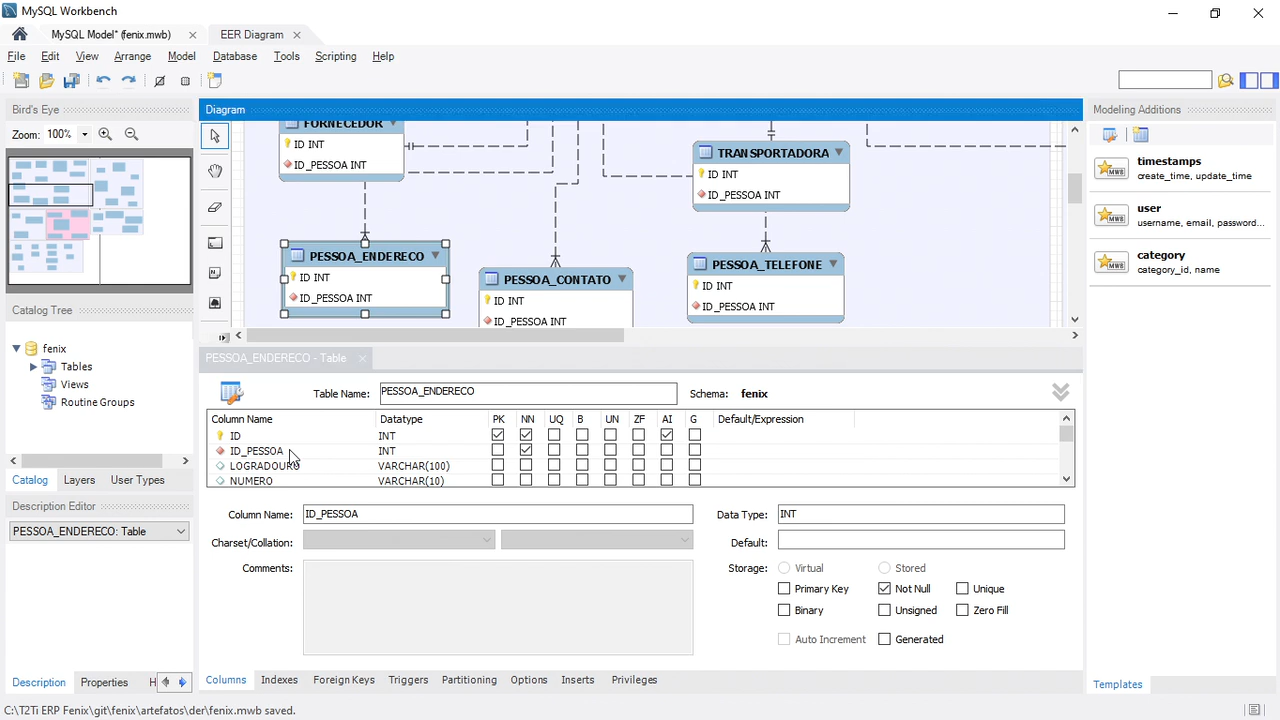 MySQL Workbench
MySQL Model* (fenix.mwb) × EER Diagram ×
File Edit View Arrange Model Database Tools Scripting Help
Bird's Eye
Zoom: 100%
Diagram
Modeling Additions
FORNECEDOR
ID INT
ID_PESSOA INT
TRANSPORTADORA
ID INT
ID_PESSOA INT
PESSOA_ENDERECO
ID INT
ID_PESSOA INT
PESSOA_CONTATO
ID INT
ID_PESSOA INT
PESSOA_TELEFONE
ID INT
ID_PESSOA INT
timestamps
create_time, update_time
user
username, email, password...
category
category_id, name
Catalog Tree
fenix
Tables
Views
Routine Groups
Catalog Layers User Types
Description Editor
PESSOA_ENDERECO: Table
Description Properties H
PESSOA_ENDERECO - Table ×
Table Name: PESSOA_ENDERECO Schema: fenix
Column Name Datatype PK NN UQ B UN ZF AI G Default/Expression
ID INT
ID_PESSOA INT
LOGRADOURO VARCHAR(100)
NUMERO VARCHAR(10)
Column Name: ID_PESSOA Data Type: INT
Charset/Collation: Default:
Comments: Storage: Virtual Stored
Primary Key Not Null Unique
Binary Unsigned Zero Fill
Auto Increment Generated
Columns Indexes Foreign Keys Triggers Partitioning Options Inserts Privileges
Templates
C:\T2Ti ERP Fenix\git\fenix\artefatos\der\fenix.mwb saved.